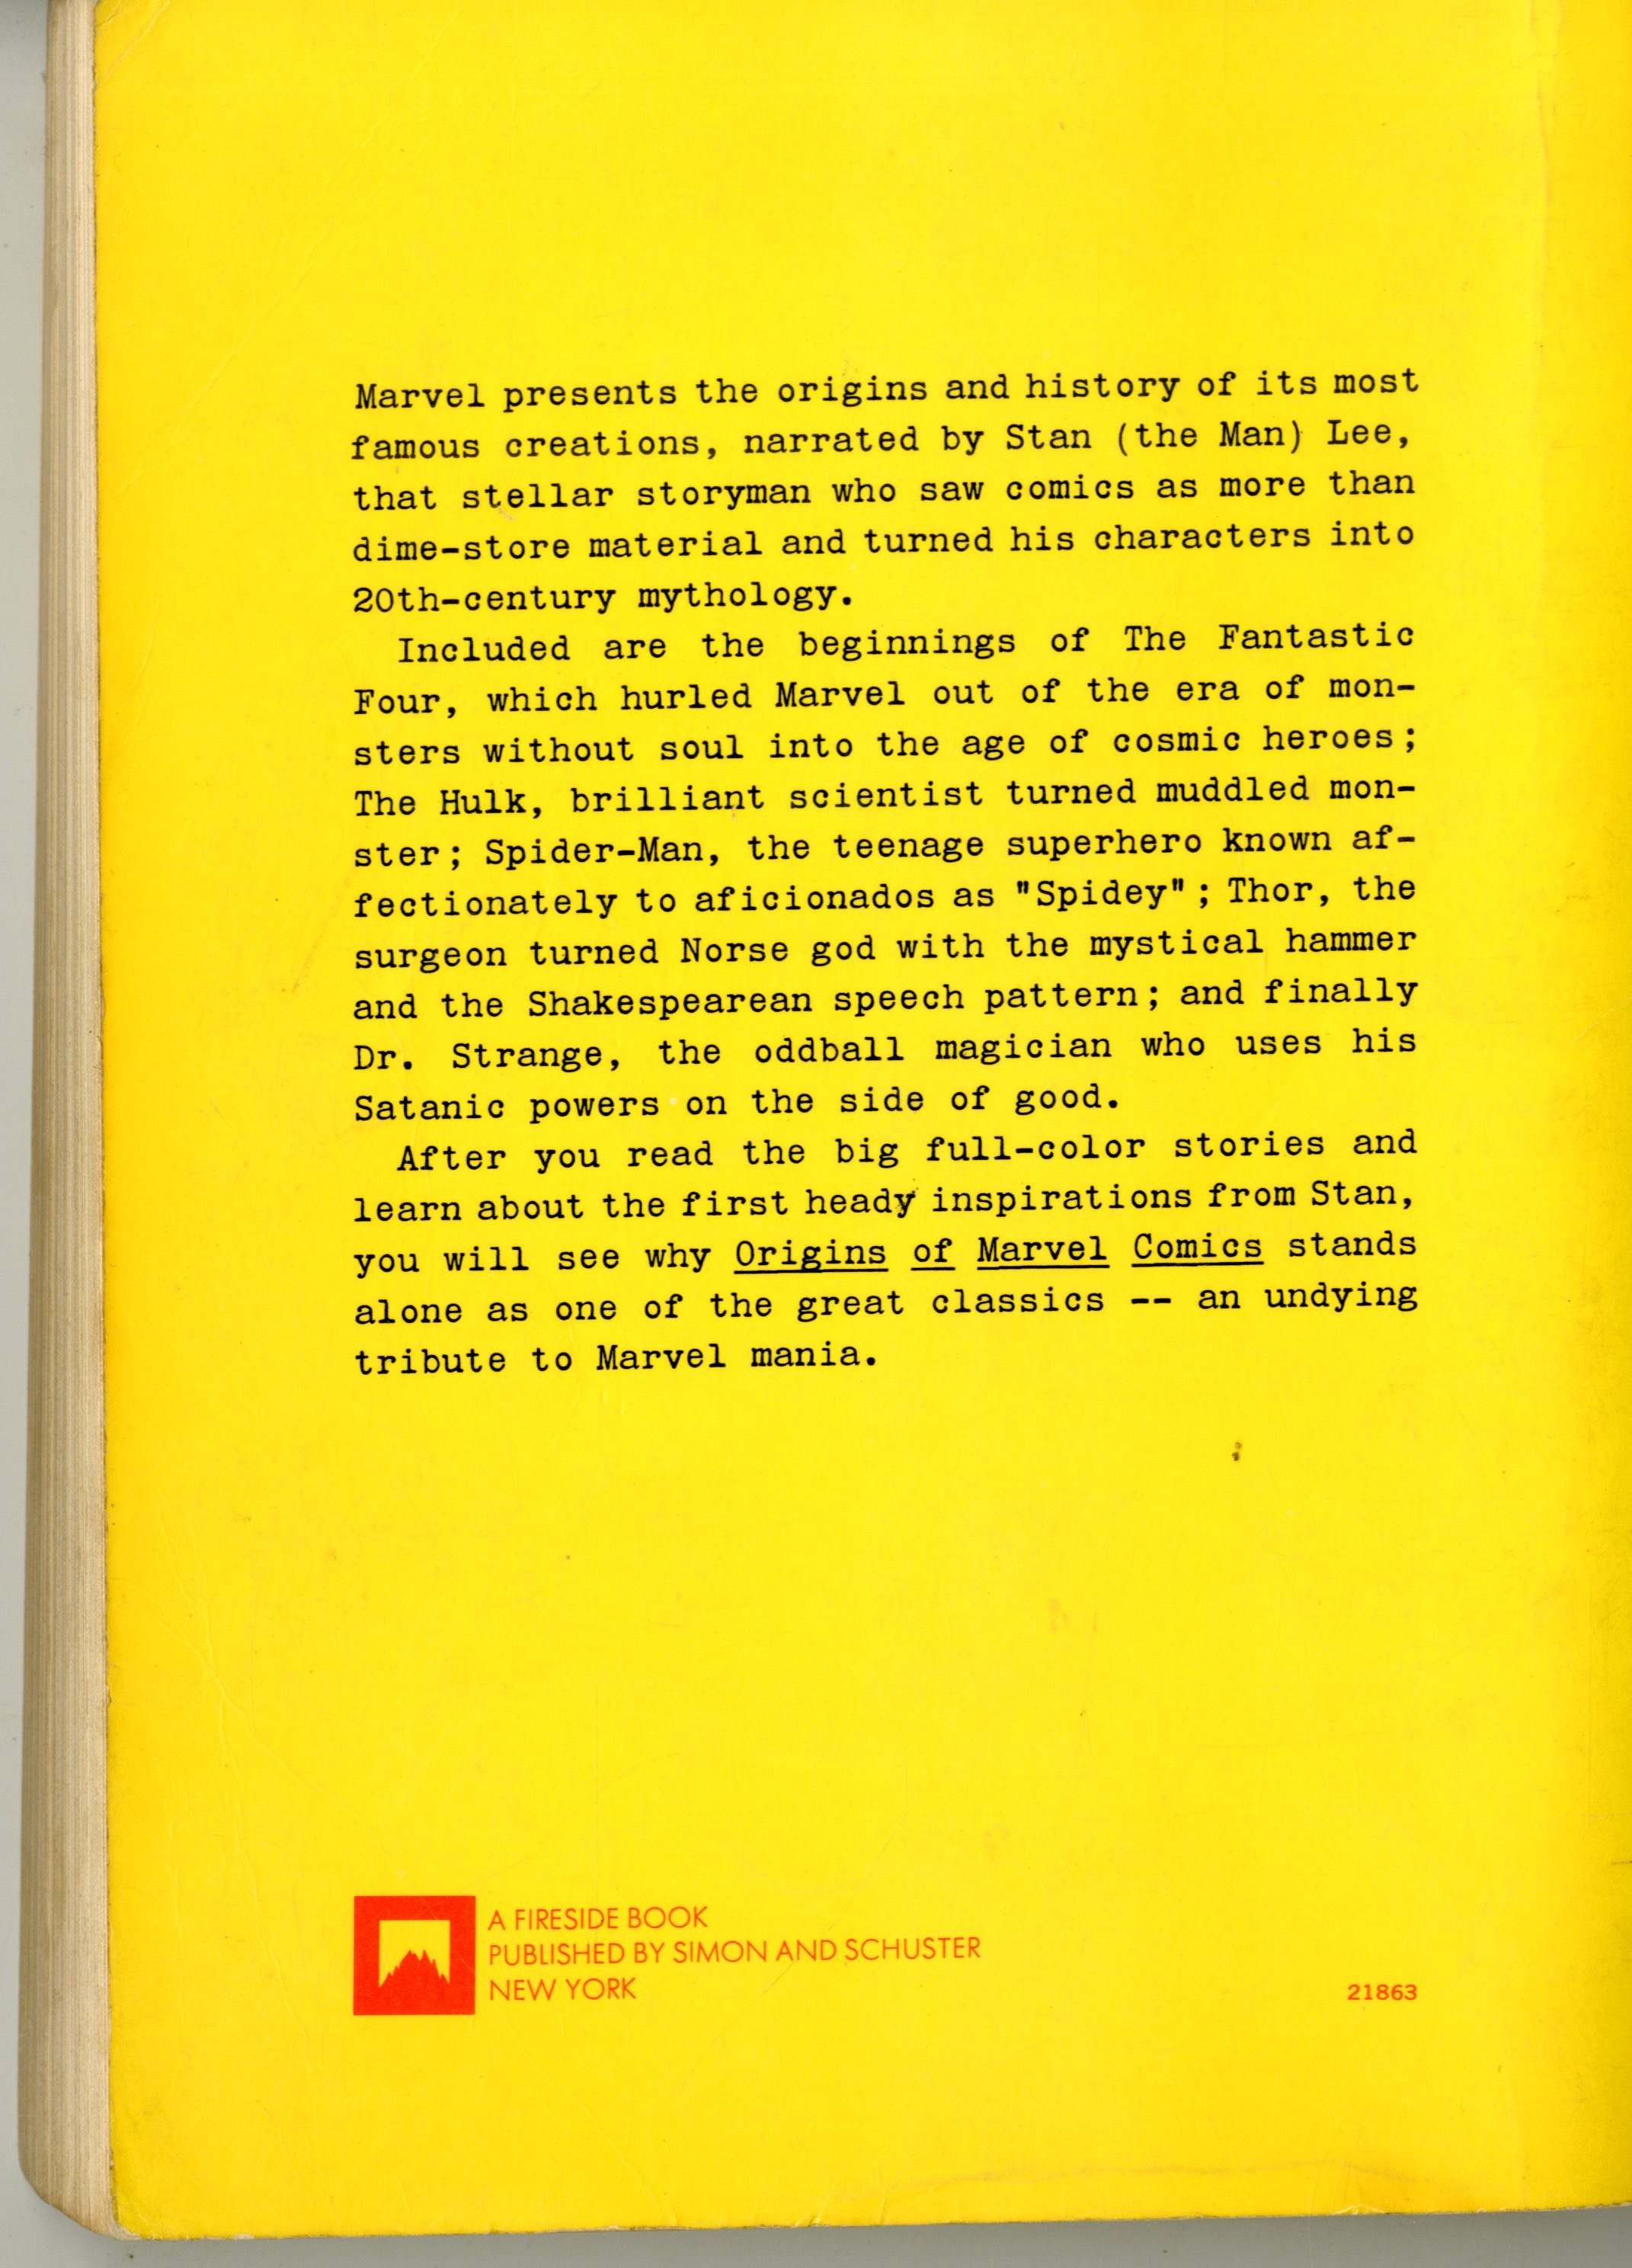 Marvel presents the origins and history of its most
famous creations, narrated by Stan (the Man) Lee,
that stellar storyman who saw comics as more than
dime-store material and turned his characters into
20th-century mythology.
Included are the beginnings of The Fantastic
Four, which hurled Marvel out of the era of mon-
sters without soul into the age of cosmic heroes;
The Hulk, brilliant scientist turned muddled mon-
ster; Spider-Man, the teenage superhero known af-
fectionately to aficionados as "Spidey"; Thor, the
surgeon turned Norse god with the mystical hammer
and the Shakespearean speech pattern; and finally
Dr. Strange, the oddball magician who uses his
Satanic powers on the side of good.
After you read the big full-color stories and
learn about the first heady inspirations from Stan,
you will see why Origins of Marvel Comics stands
alone as one of the great classics -- an undying
tribute to Marvel mania.
A FIRESIDE BOOK
PUBLISHED BY SIMON AND SCHUSTER
NEW YORK
21863